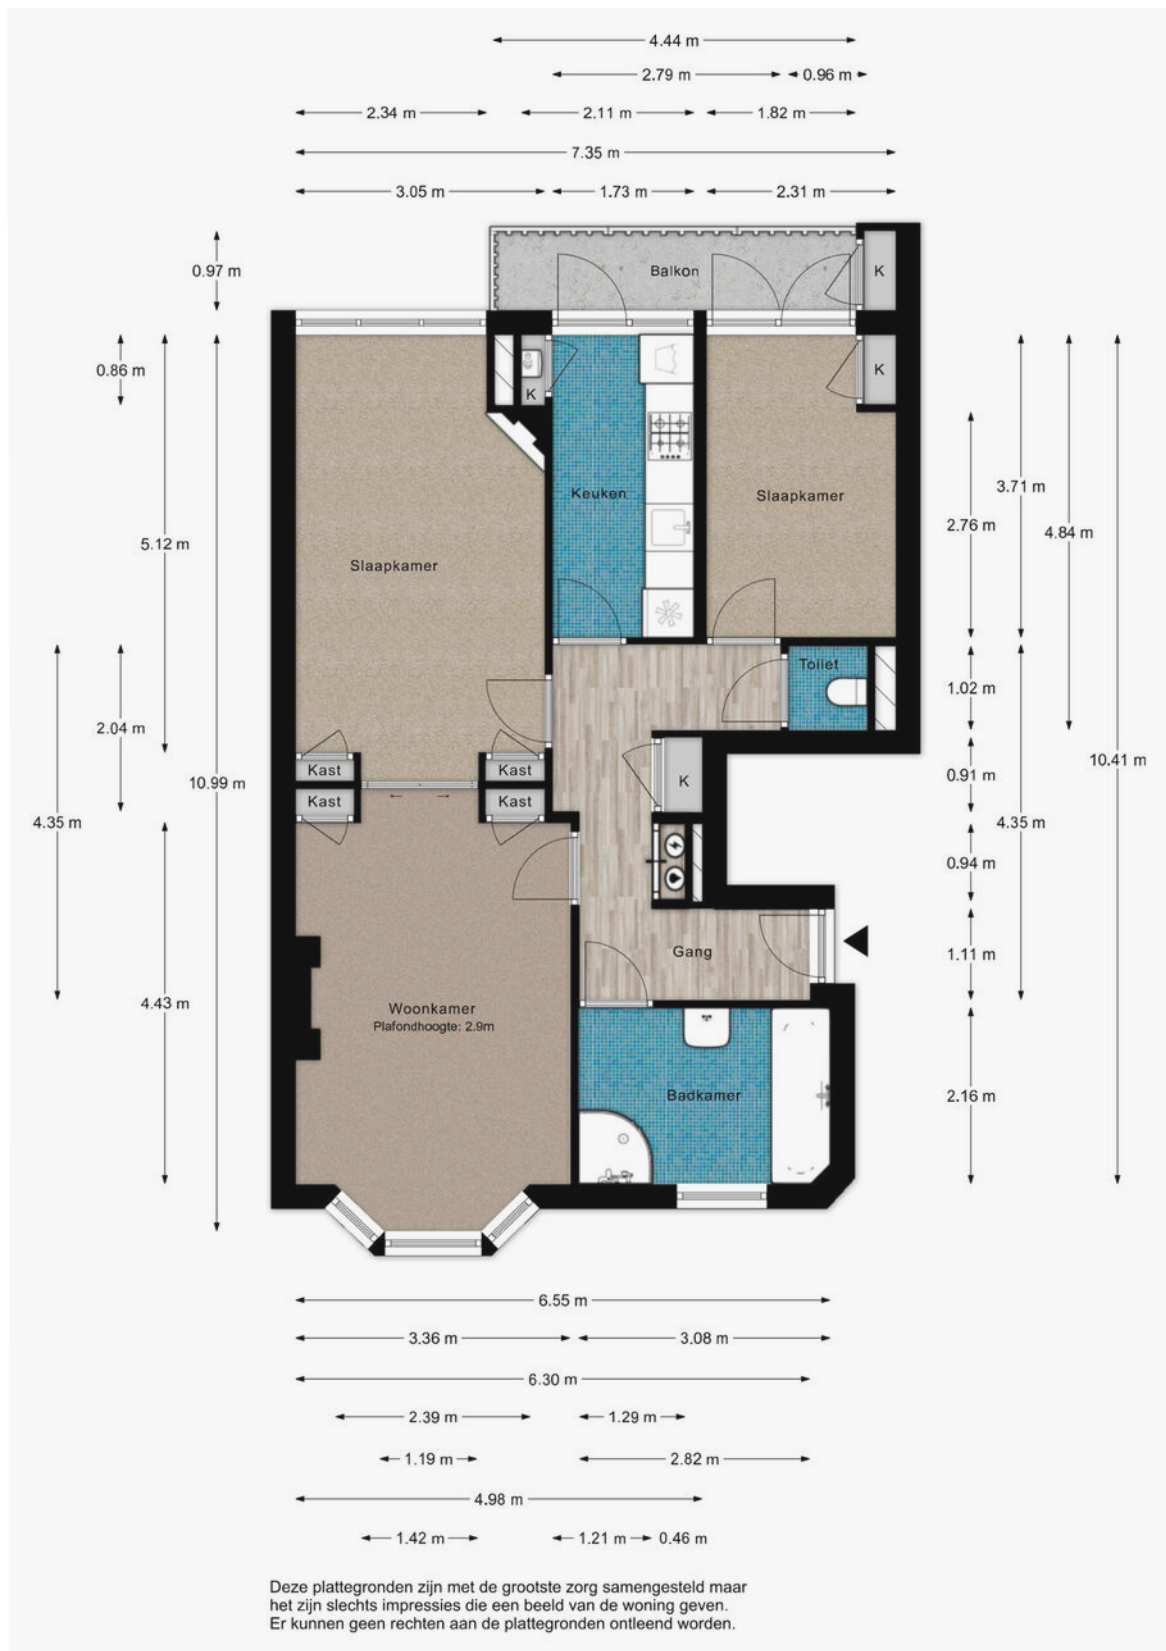 4.44 m
2.79 m
0.96 m
2.34 m
2.11 m
1.82 m
7.35 m
3.05 m
1.73 m
2.31 m
0.97 m
Balkon
K
0.86 m
K
K
Keuken
Slaapkamer
3.71 m
2.76 m
4.84 m
5.12 m
Slaapkamer
Toilet
1.02 m
2.04 m
10.41 m
Kast
Kast
K
0.91 m
10.99 m
Kast
Kast
4.35 m
4.35 m
0.94 m
Gang
1.11 m
4.43 m
Woonkamer
Plafondhoogte: 2.9m
Badkamer
2.16 m
6.55 m
3.36 m
3.08 m
6.30 m
2.39 m
1.29 m
1.19 m
2.82 m
4.98 m
1.42 m
1.21 m
0.46 m
Deze plattegronden zijn met de grootste zorg samengesteld maar
het zijn slechts impressies die een beeld van de woning geven.
Er kunnen geen rechten aan de plattegronden ontleend worden.